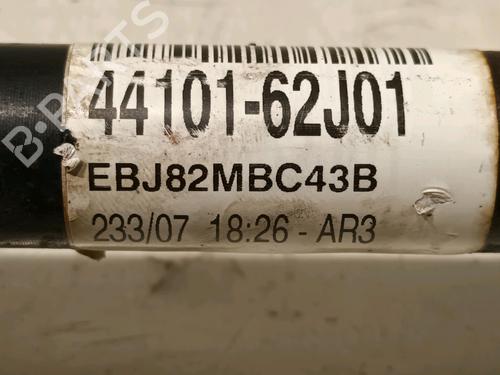 B-PARTS
44101-62J01
EBJ82MBC43B
233/07 18:26 - AR3